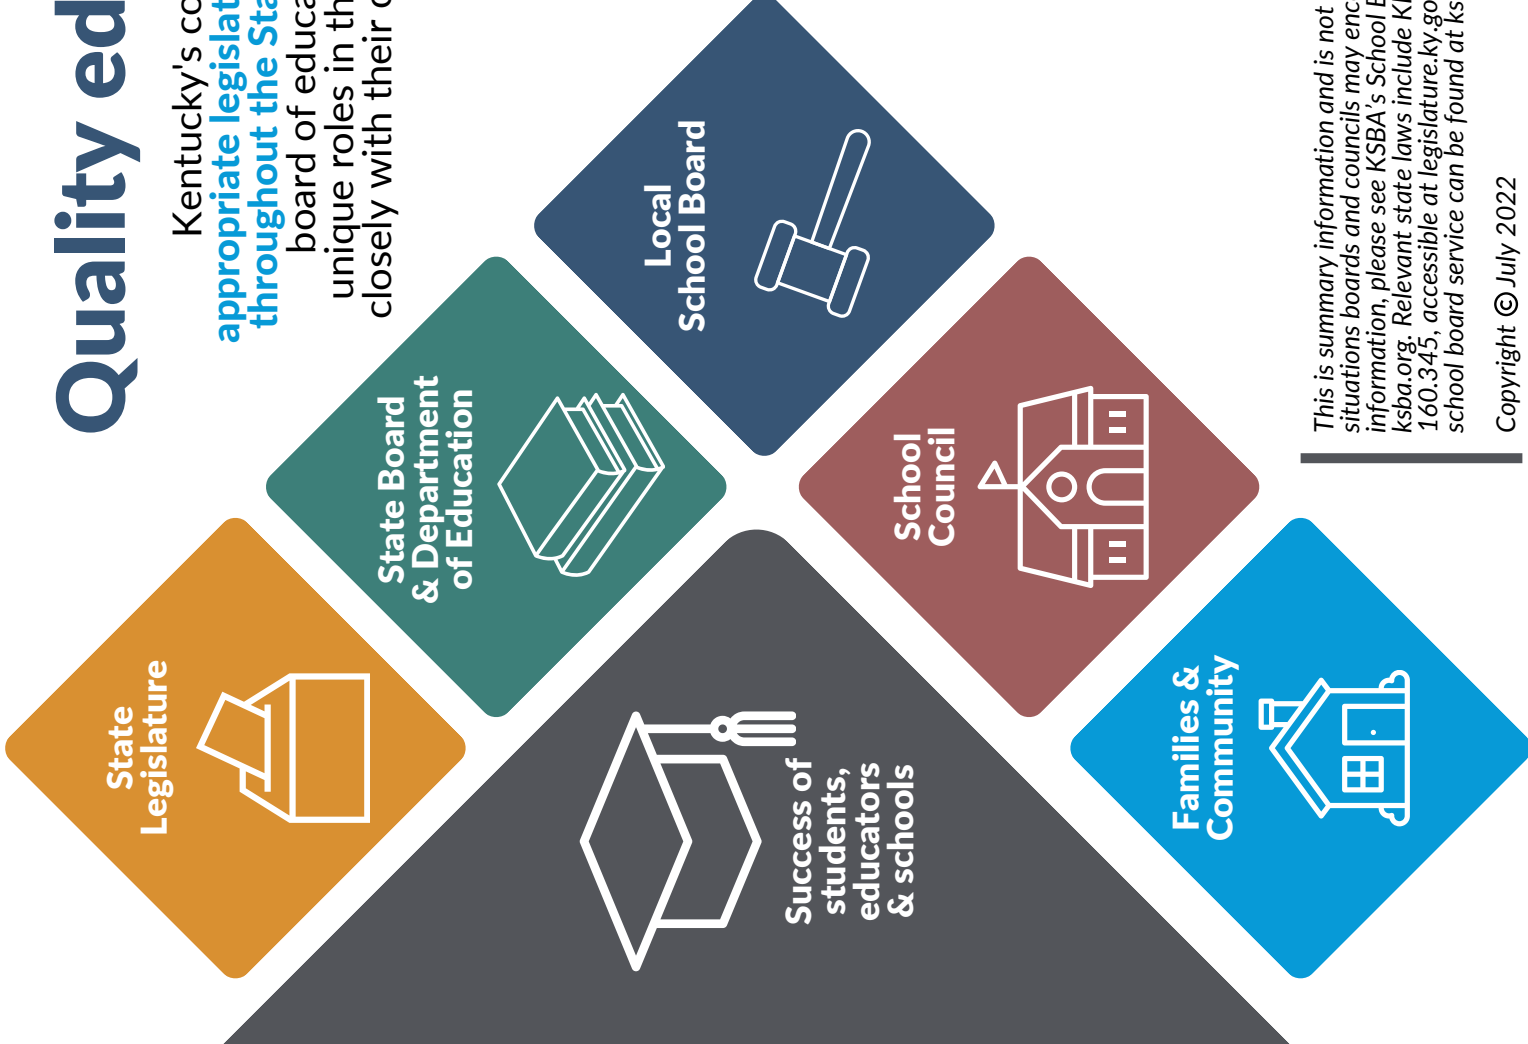 Quality ed
Kentucky's co
appropriate legislat
throughout the Sta
board of educa
unique roles in th
closely with their
State
Legislature
State Board
& Department
of Education
Local
School Board
School
Council
Families &
Community
Success of
students,
educators
& schools
This is summary information and is not
situations boards and councils may enc
information, please see KSBA's School
ksba.org. Relevant state laws include
160.345, accessible at legislature.ky.go
school board service can be found at ks
Copyright © July 2022